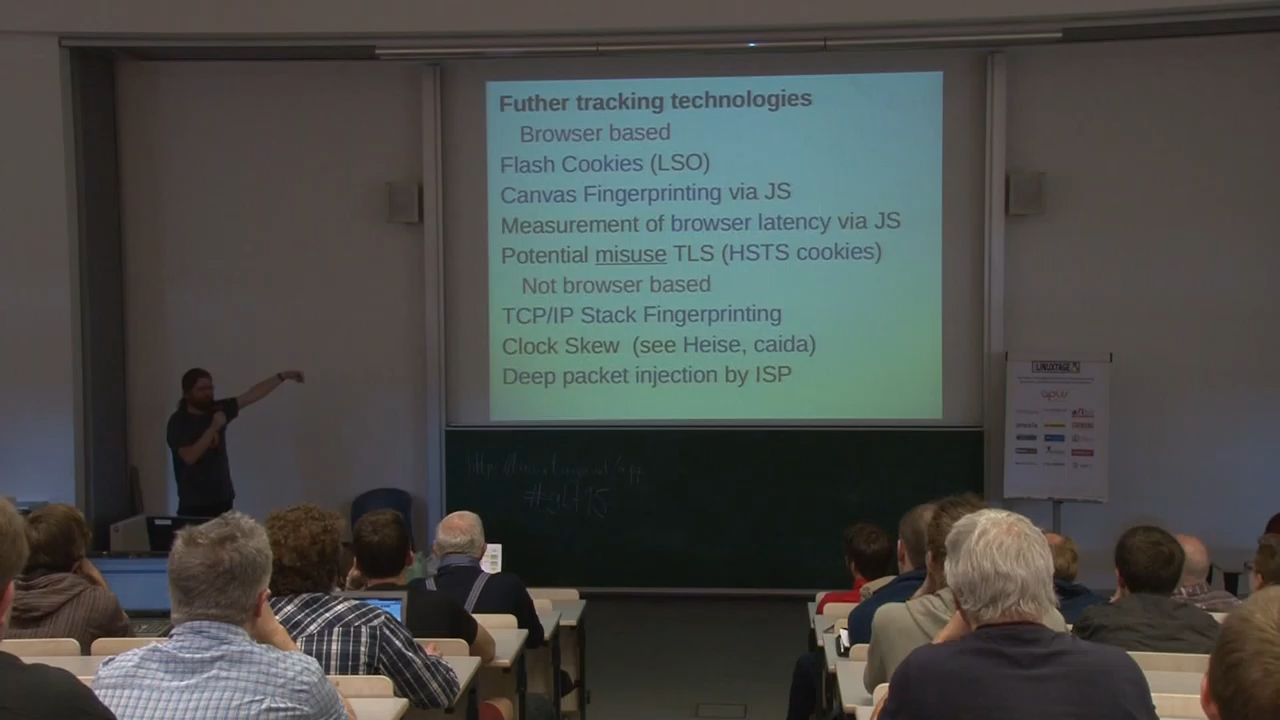 Futher tracking technologies
Browser based
Flash Cookies (LSO)
Canvas Fingerprinting via JS
Measurement of browser latency via JS
Potential misuse TLS (HSTS cookies)
Not browser based
TCP/IP Stack Fingerprinting
Clock Skew (see Heise, caida)
Deep packet injection by ISP
LINUXTAGE
#glt15